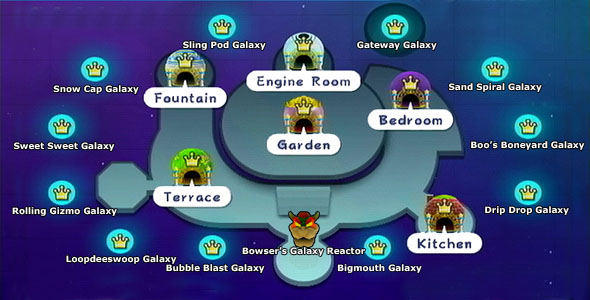 Sling Pod Galaxy
Gateway Galaxy
Snow Cap Galaxy
Fountain
Engine Room
Bedroom
Sand Spiral Galaxy
Sweet Sweet Galaxy
Garden
Boo's Boneyard Galaxy
Rolling Gizmo Galaxy
Terrace
Drip Drop Galaxy
Kitchen
Loopdeeswoop Galaxy
Bowser's Galaxy Reactor
Bubble Blast Galaxy
Bigmouth Galaxy